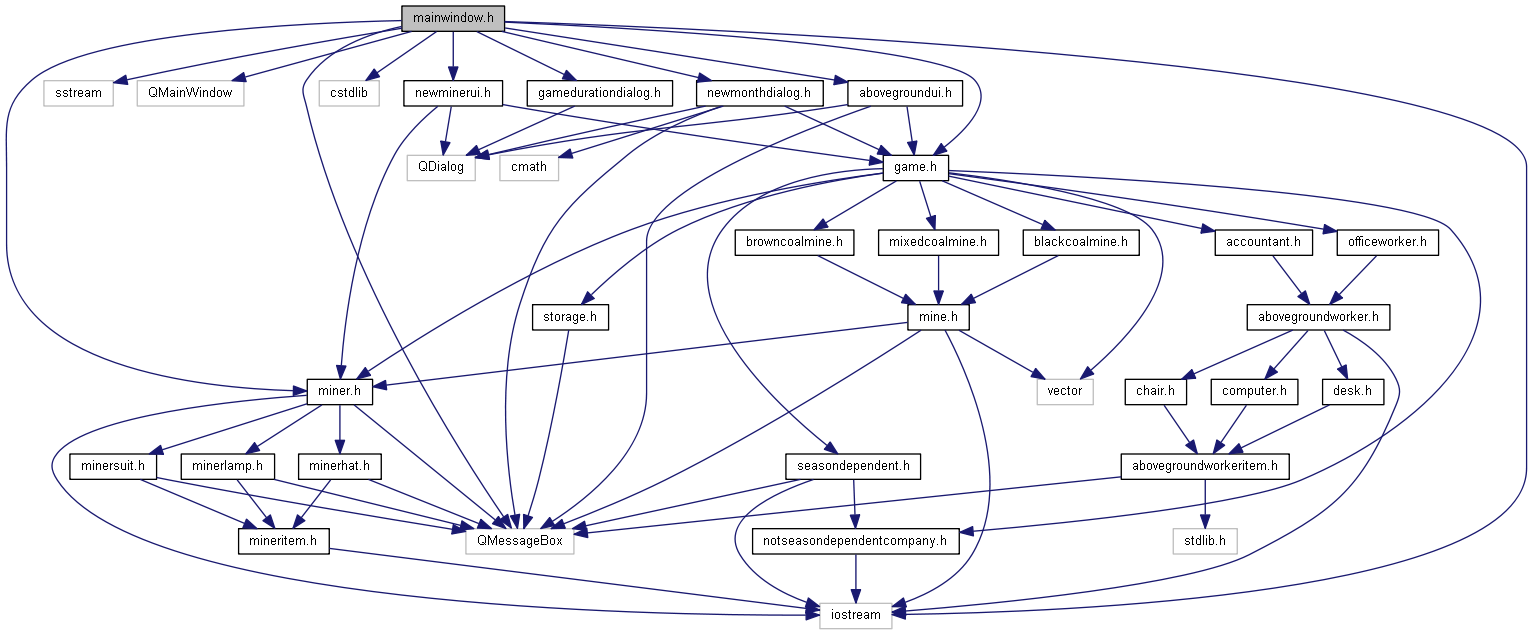 mainwindow.h
sstream
QMainWindow
cstdlib
newminerui.h
gamedurationdialog.h
newmonthdialog.h
abovegroundui.h
QDialog
cmath
game.h
browncoalmine.h
mixedcoalmine.h
blackcoalmine.h
accountant.h
officeworker.h
storage.h
mine.h
abovegroundworker.h
miner.h
vector
chair.h
computer.h
desk.h
minersuit.h
minerlamp.h
minerhat.h
seasondependent.h
abovegroundworkeritem.h
mineritem.h
QMessageBox
notseasondependentcompany.h
stdlib.h
iostream